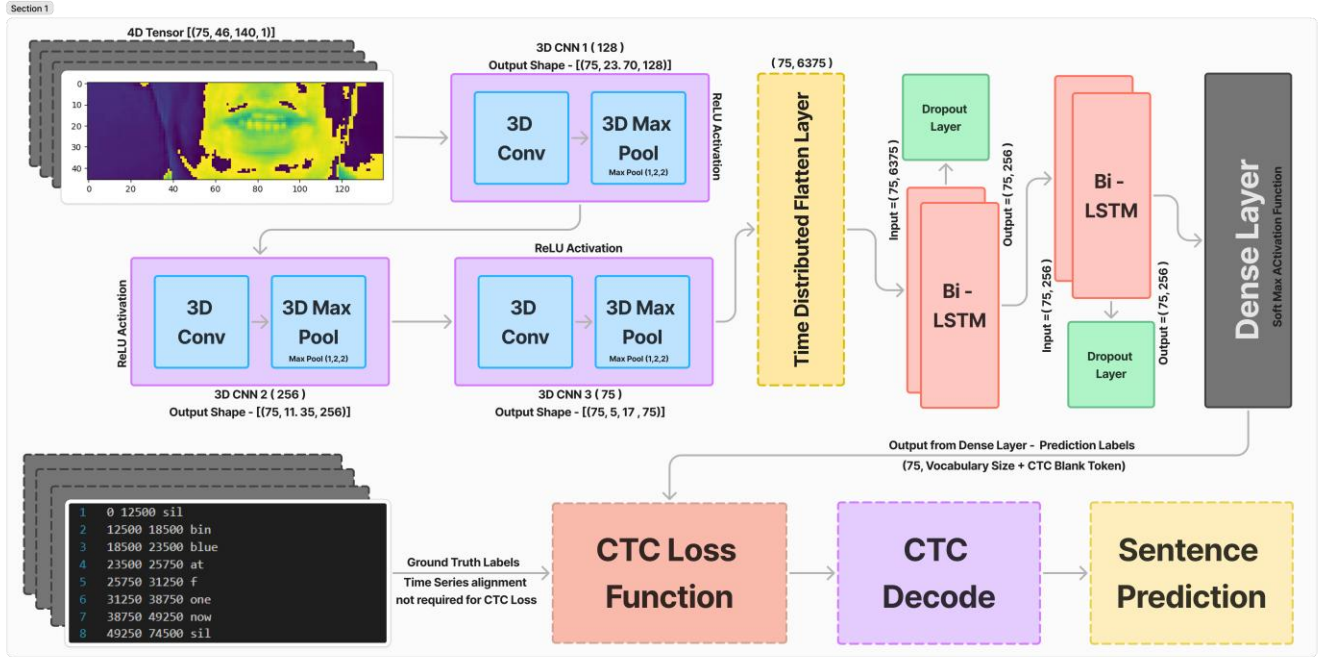 Section 1
4D Tensor [(75, 46, 140, 1)]
0
10
20
30
40
0 20 40 60 80 100 120
3D CNN 1 ( 128 )
Output Shape - [(75, 23. 70, 128)]
3D
Conv
3D Max
Pool
Max Pool (1,2,2)
ReLU Activation
ReLU Activation
3D
Conv
3D Max
Pool
Max Pool (1,2,2)
3D CNN 2 ( 256 )
Output Shape - [(75, 11. 35, 256)]
ReLU Activation
3D
Conv
3D Max
Pool
Max Pool (1,2,2)
3D CNN 3 ( 75 )
Output Shape - [(75, 5, 17 , 75)]
( 75, 6375 )
Time Distributed Flatten Layer
Dropout
Layer
Input =( 75, 6375 )
Output =( 75, 256 )
Bi -
LSTM
Bi -
LSTM
Input =( 75, 256 )
Output =( 75, 256 )
Dropout
Layer
Dense Layer
Soft Max ACtivation Function
Output from Dense Layer - Prediction Labels
(75, Vocabulary Size + CTC Blank Token)
1 0 12500 sil
2 12500 18500 bin
3 18500 23500 blue
4 23500 25750 at
5 25750 31250 f
6 31250 38750 one
7 38750 49250 now
8 49250 74500 sil
Ground Truth Labels
Time Series alignment
not required for CTC Loss
CTC Loss
Function
CTC
Decode
Sentence
Prediction